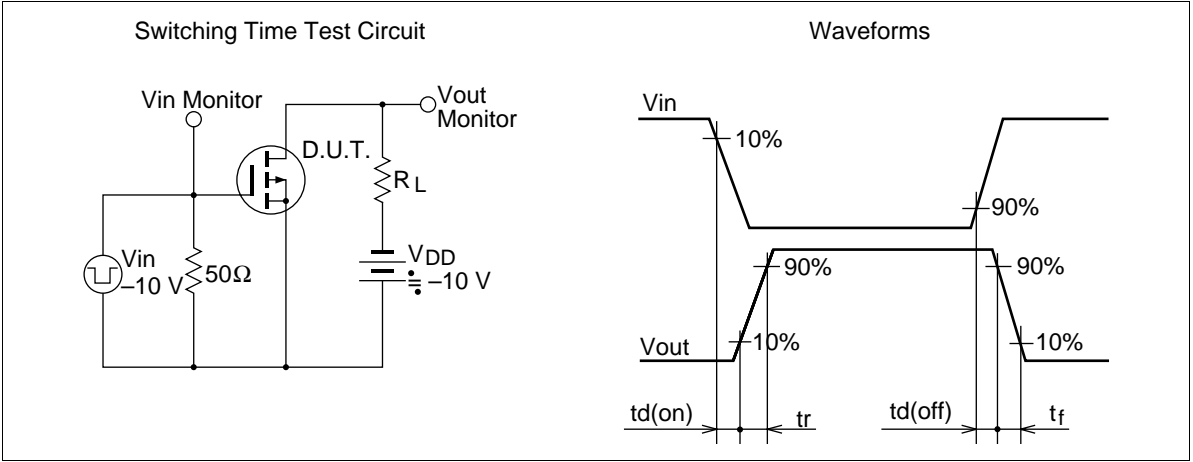 Switching Time Test Circuit
Vin Monitor
Vout
Monitor
D.U.T.
RL
Vin
–10 V
50Ω
VDD
≒ –10 V
Waveforms
Vin
10%
90%
90%
90%
Vout
10%
10%
td(on)
tr
td(off)
tf